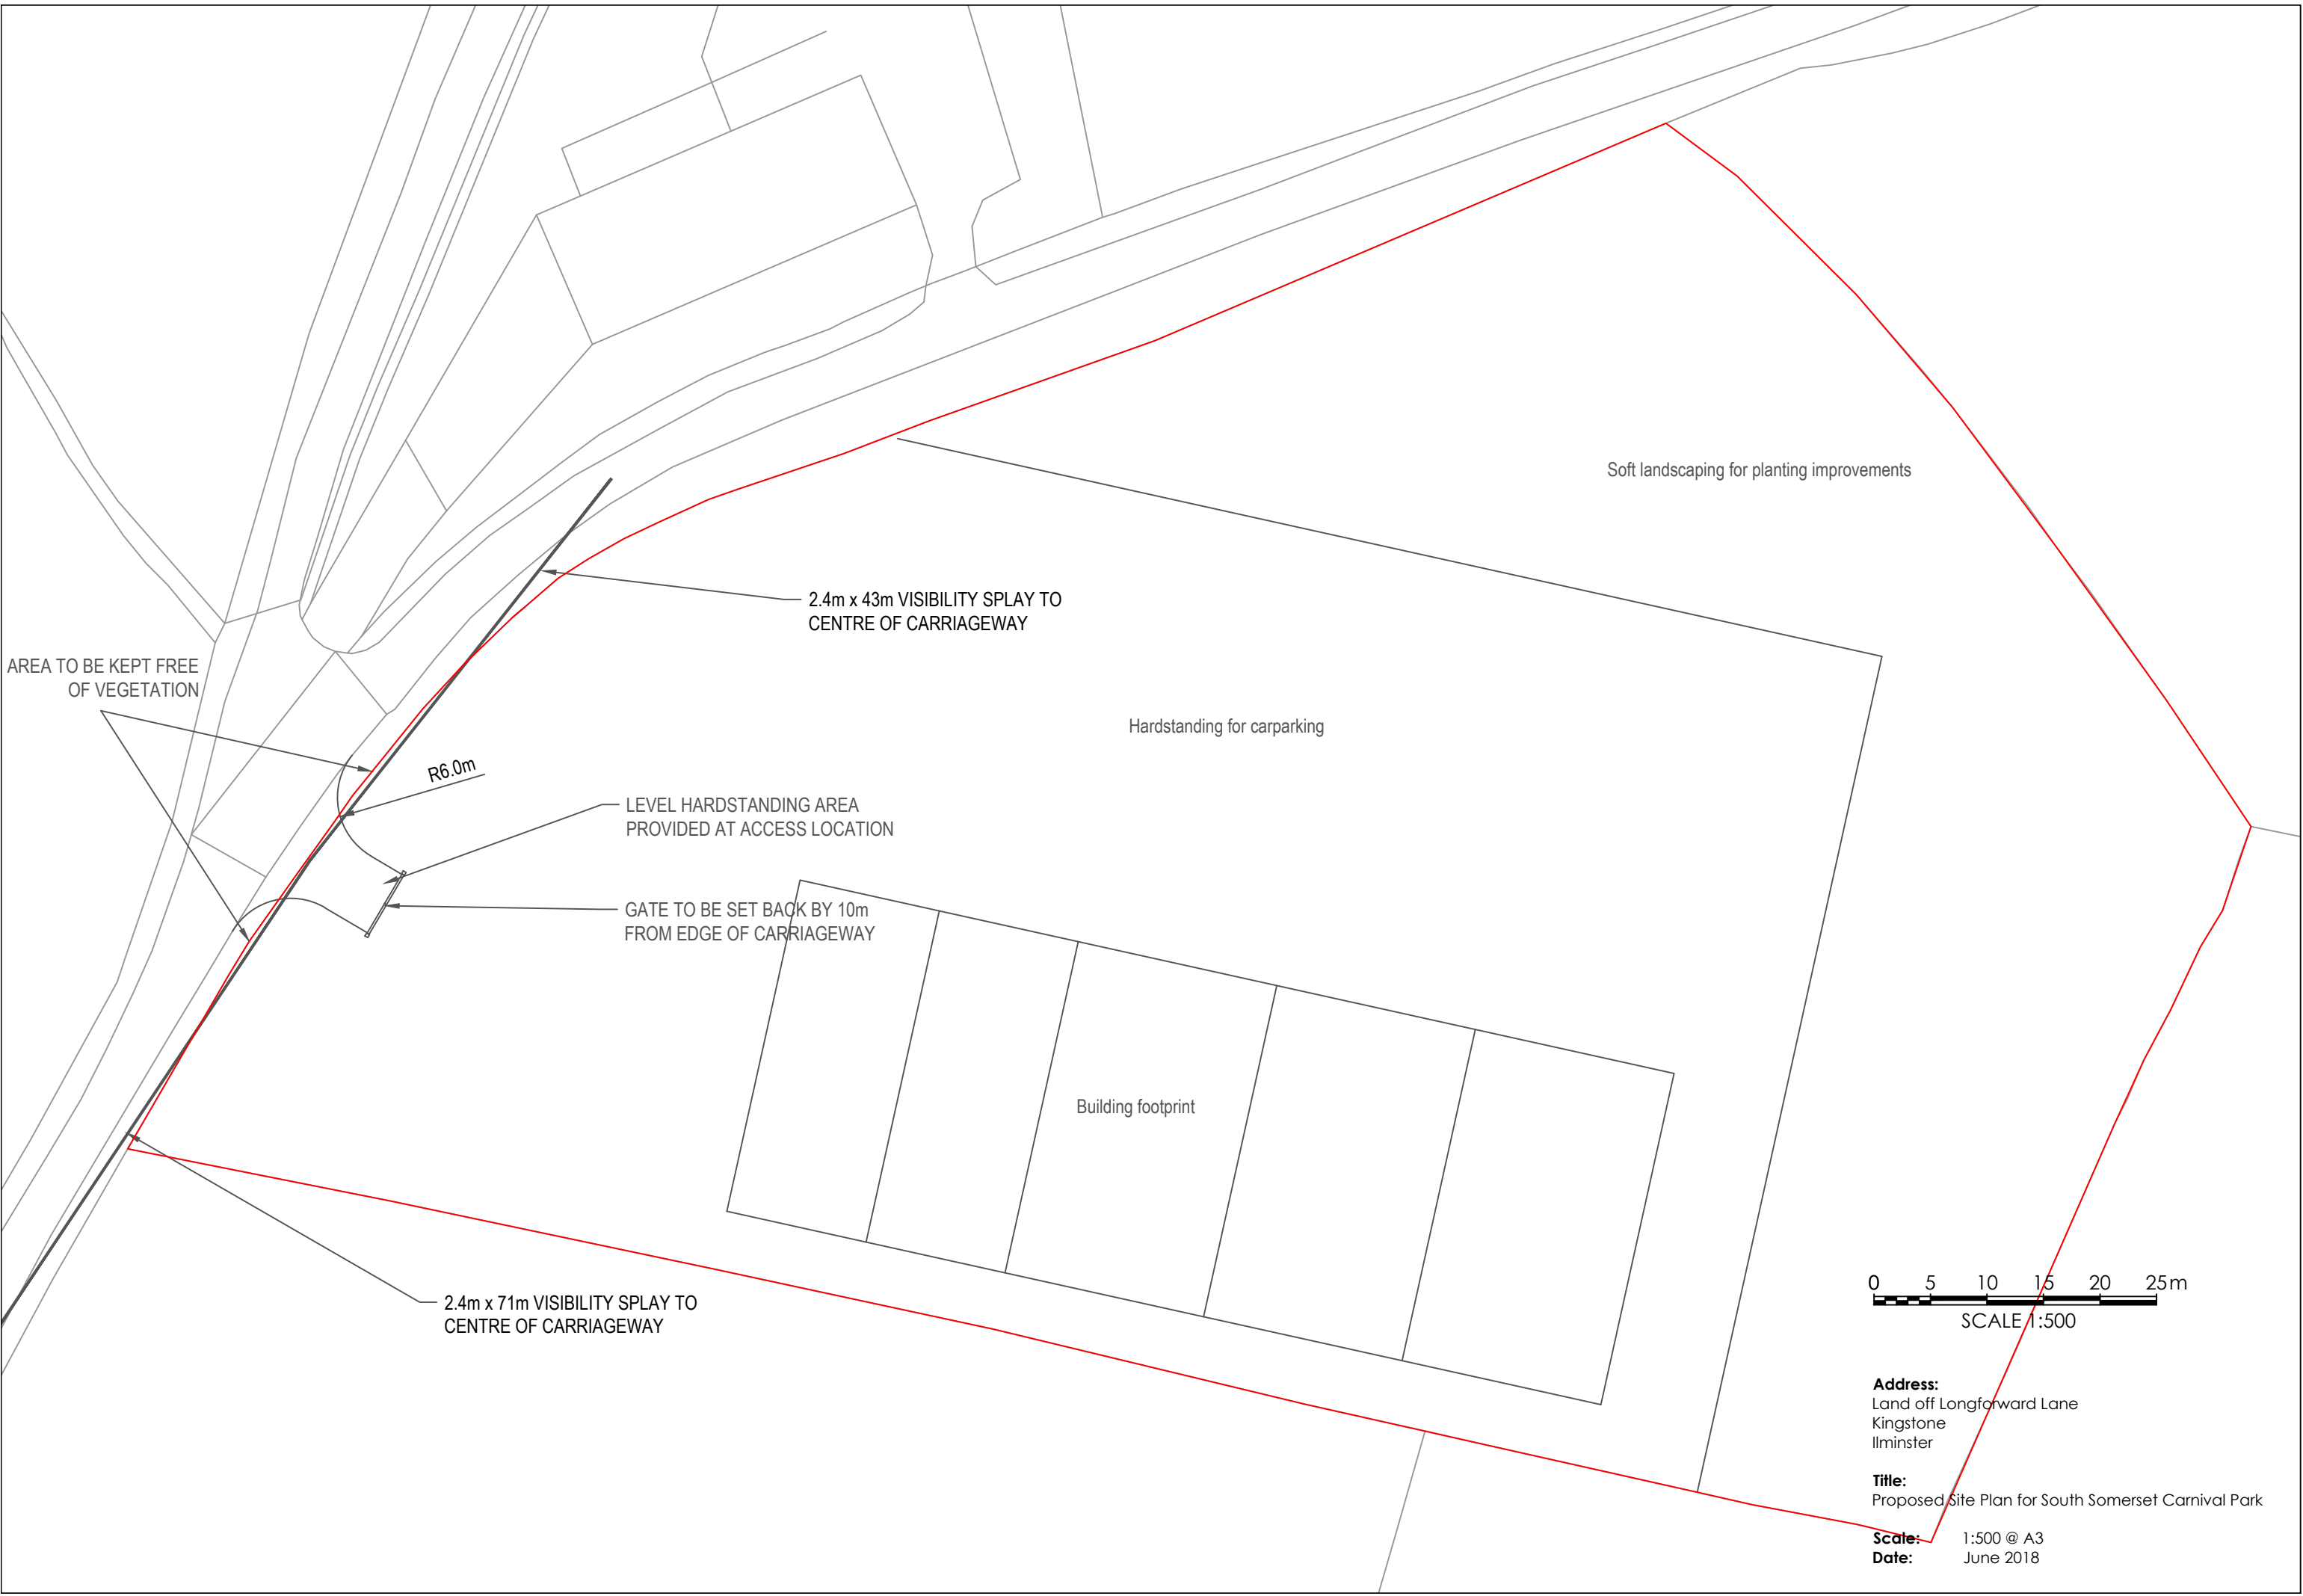 Soft landscaping for planting improvements
2.4m x 43m VISIBILITY SPLAY TO
CENTRE OF CARRIAGEWAY
AREA TO BE KEPT FREE
OF VEGETATION
Hardstanding for carparking
R6.0m
LEVEL HARDSTANDING AREA
PROVIDED AT ACCESS LOCATION
GATE TO BE SET BACK BY 10m
FROM EDGE OF CARRIAGEWAY
Building footprint
2.4m x 71m VISIBILITY SPLAY TO
CENTRE OF CARRIAGEWAY
0 5 10 15 20 25m
SCALE 1:500
Address:
Land off Longforward Lane
Kingstone
Ilminster
Title:
Proposed Site Plan for South Somerset Carnival Park
Scale: 1:500 @ A3
Date: June 2018